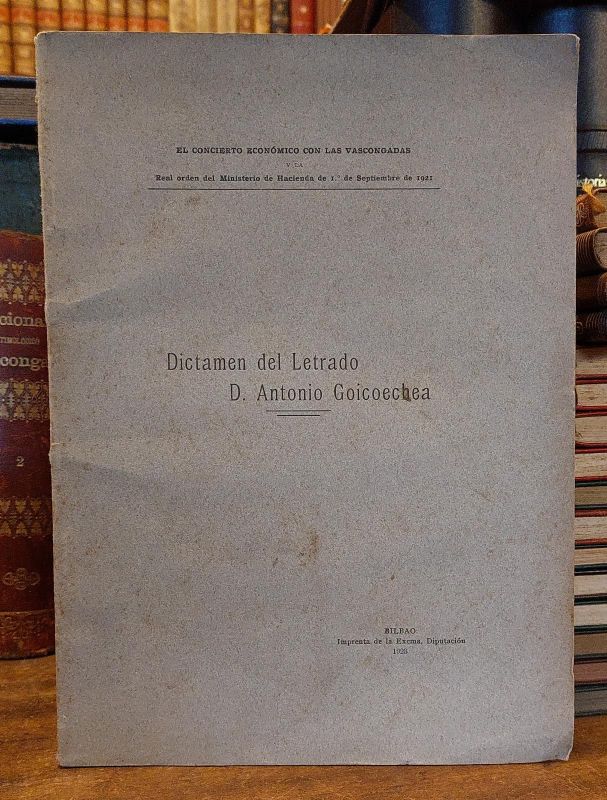 EL CONCIERTO ECONÓMICO CON LAS VASCONGADAS
Y LA
Real orden del Ministerio de Hacienda de 1.º de Septiembre de 1921
Dictamen del Letrado
D. Antonio Goicoechea
BILBAO
Imprenta de la Excma. Diputación
2